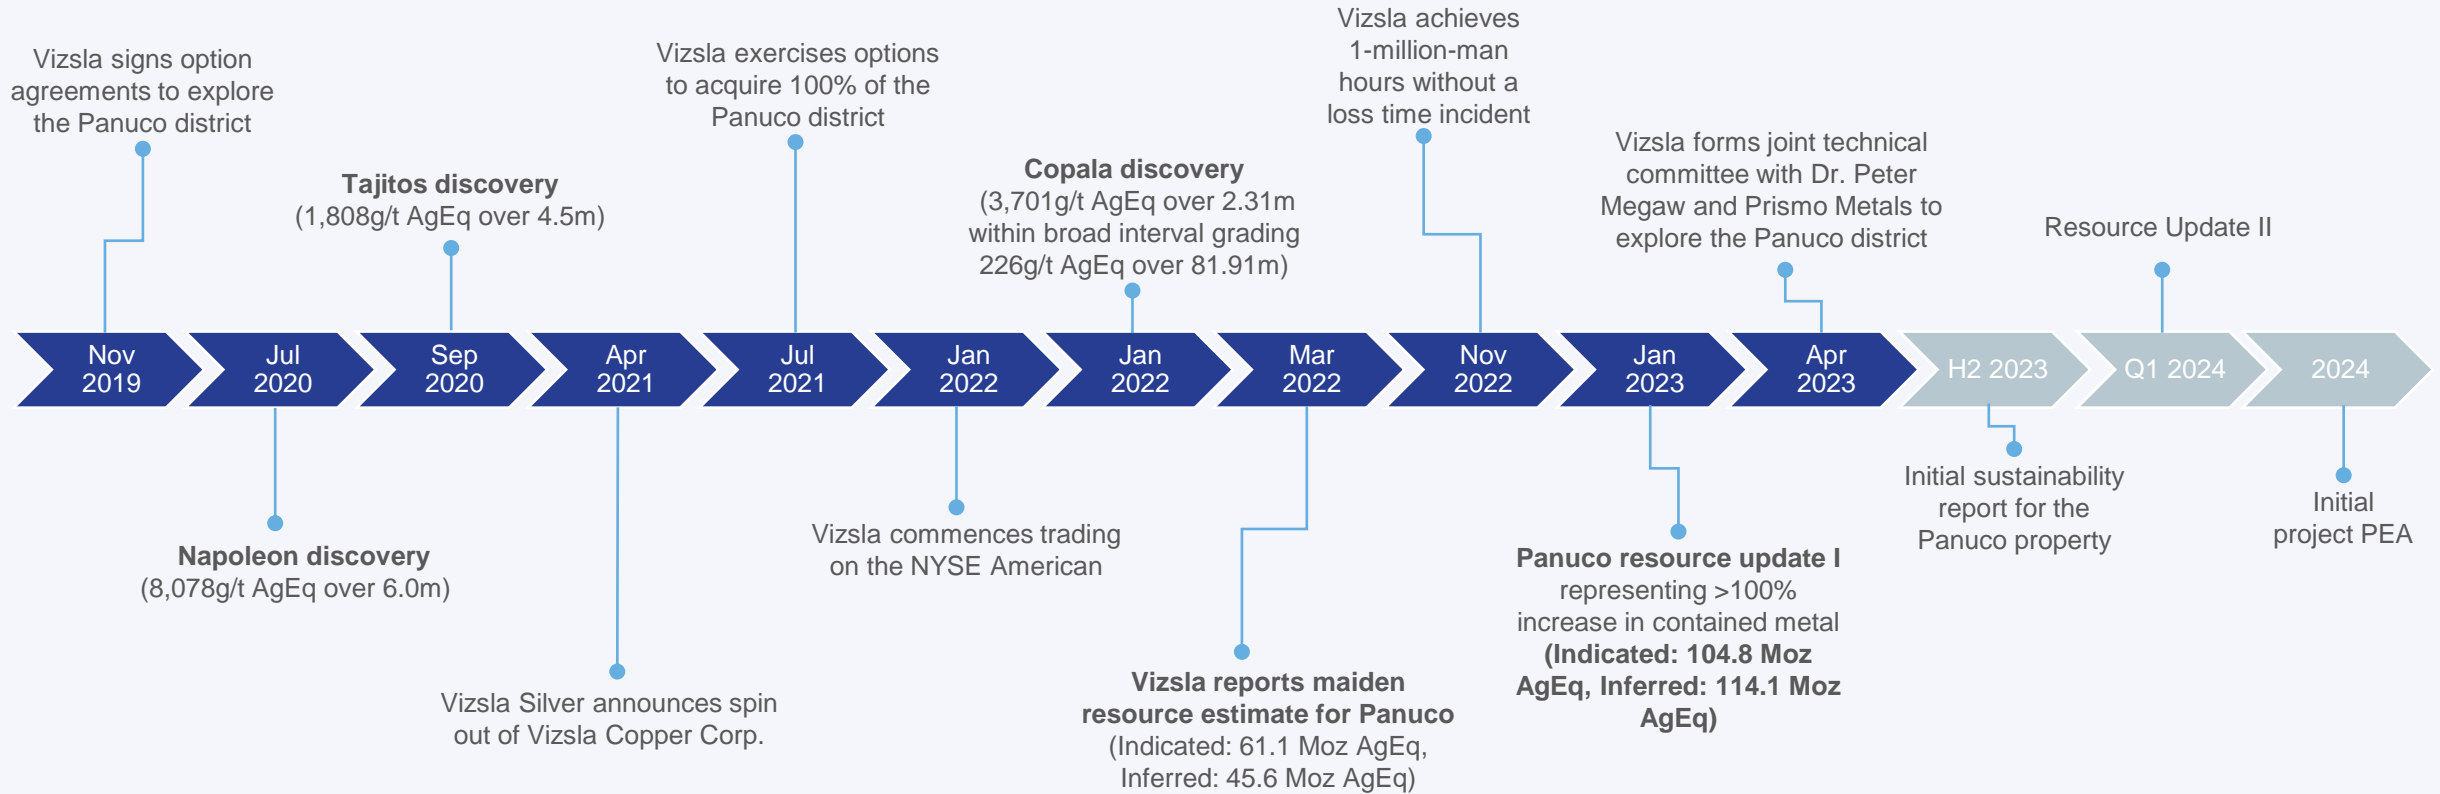 Vizsla signs option
agreements to explore
the Panuco district
Tajitos discovery
(1,808g/t AgEq over 4.5m)
Vizsla exercises options
to acquire 100% of the
Panuco district
Copala discovery
(3,701g/t AgEq over 2.31m
within broad interval grading
226g/t AgEq over 81.91m)
Vizsla achieves
1-million-man
hours without a
loss time incident
Vizsla forms joint technical
committee with Dr. Peter
Megaw and Prismo Metals to
explore the Panuco district
Resource Update II
Nov
2019
Jul
2020
Sep
2020
Apr
2021
Jul
2021
Jan
2022
Jan
2022
Mar
2022
Nov
2022
Jan
2023
Apr
2023
H2 2023
Q1 2024
2024
Napoleon discovery
(8,078g/t AgEq over 6.0m)
Vizsla Silver announces spin
out of Vizsla Copper Corp.
Vizsla commences trading
on the NYSE American
Vizsla reports maiden
resource estimate for Panuco
(Indicated: 61.1 Moz AgEq,
Inferred: 45.6 Moz AgEq)
Panuco resource update I
representing >100%
increase in contained metal
(Indicated: 104.8 Moz
AgEq, Inferred: 114.1 Moz
AgEq)
Initial sustainability
report for the
Panuco property
Initial
project PEA